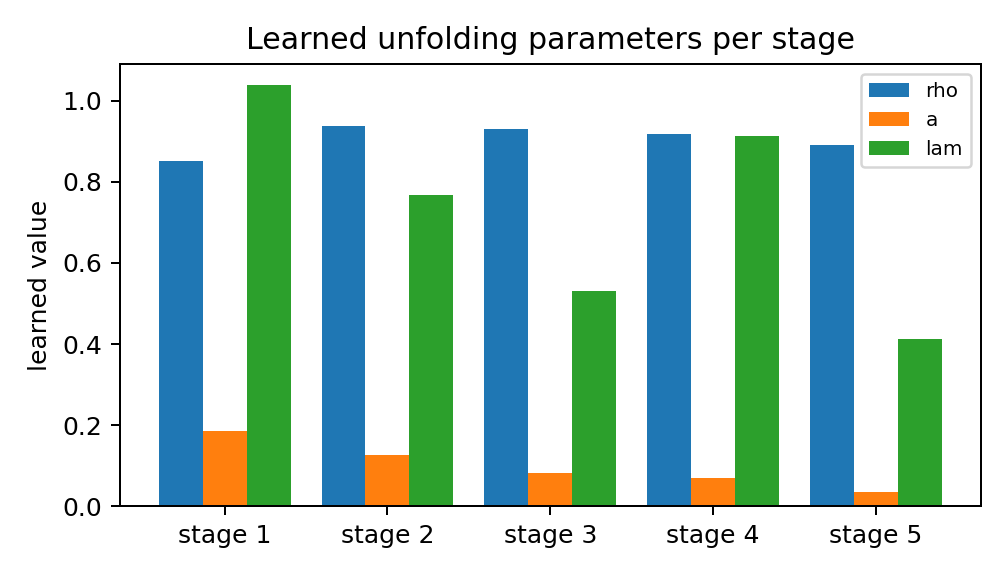 Learned unfolding parameters per stage
rho
a
lam
learned value
1.0
0.8
0.6
0.4
0.2
0.0
stage 1
stage 2
stage 3
stage 4
stage 5